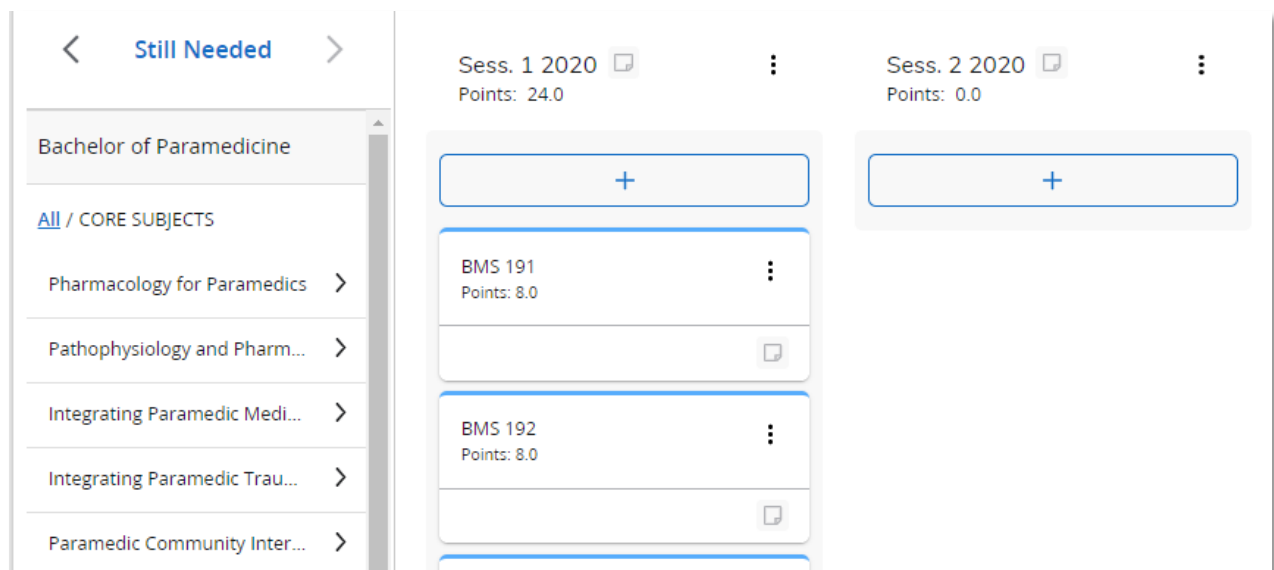 Still Needed
Bachelor of Paramedicine
All / CORE SUBJECTS
Pharmacology for Paramedics
Pathophysiology and Pharm...
Integrating Paramedic Medi...
Integrating Paramedic Trau...
Paramedic Community Inter...
Sess. 1 2020
Points: 24.0
+
BMS 191
Points: 8.0
BMS 192
Points: 8.0
Sess. 2 2020
Points: 0.0
+